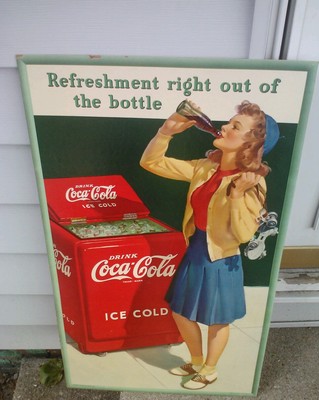 Refreshment right out of
the bottle
DRINK
Coca-Cola
ICE COLD
DRINK
Coca-Cola
ICE COLD